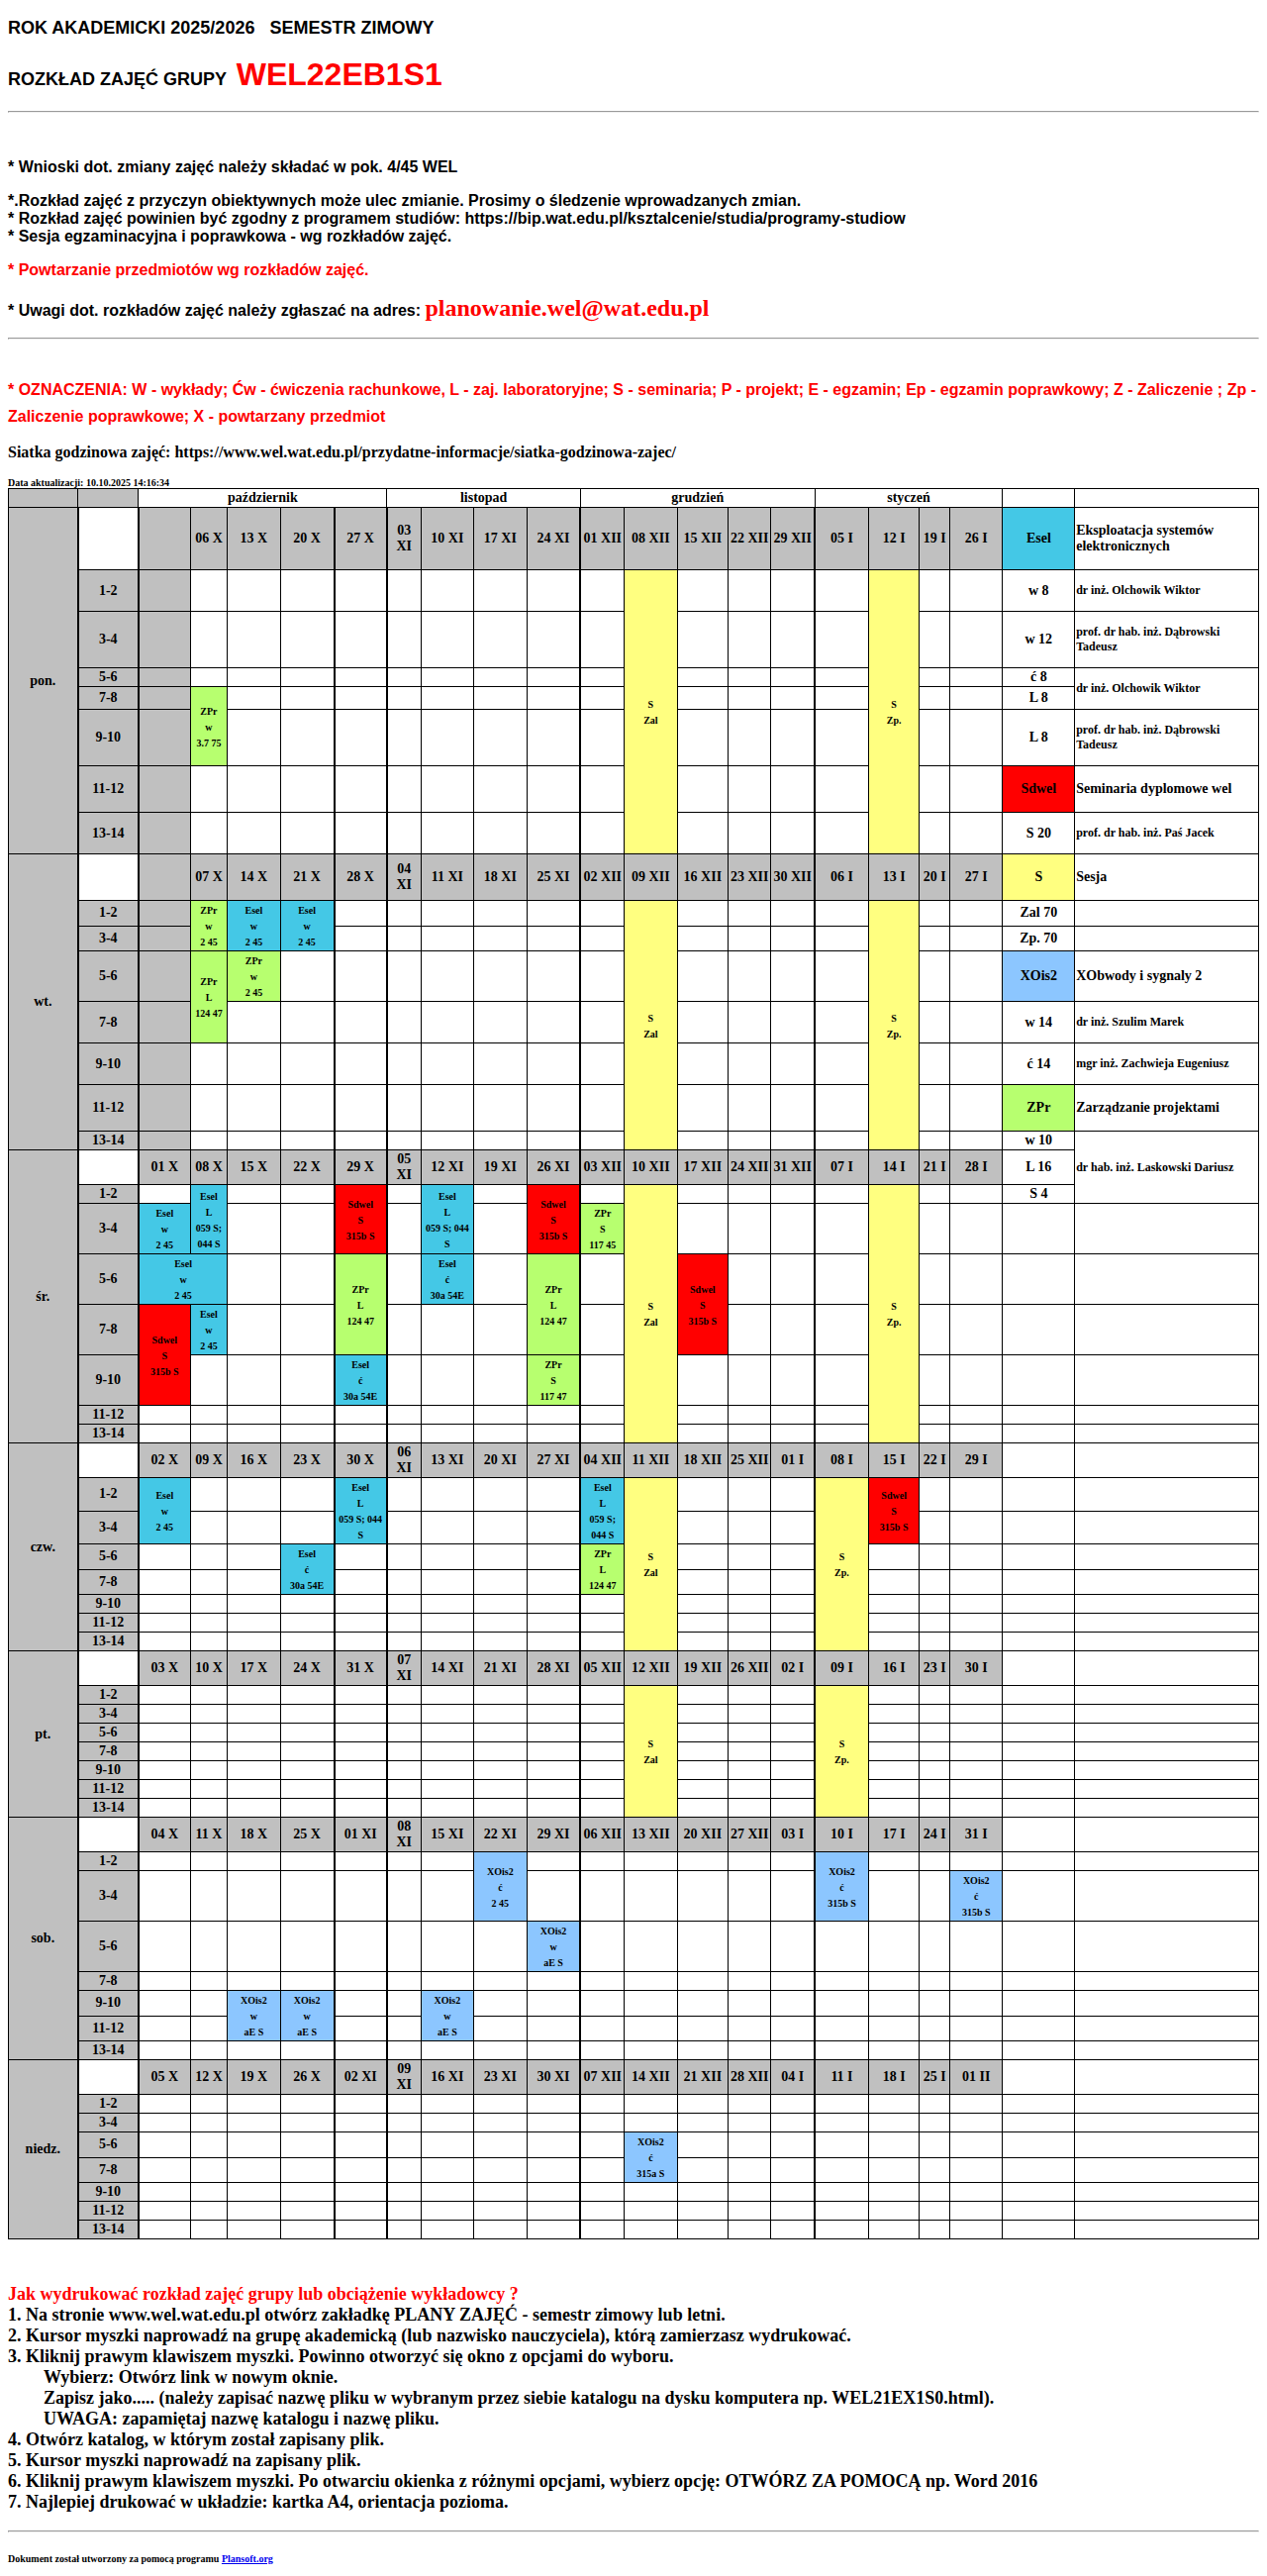 ROK AKADEMICKI 2025/2026 SEMESTR ZIMOWY
ROZKŁAD ZAJĘĆ GRUPY WEL22EB1S1
* Wnioski dot. zmiany zajęć należy składać w pok. 4/45 WEL
*.Rozkład zajęć z przyczyn obiektywnych może ulec zmianie. Prosimy o śledzenie wprowadzanych zmian.
* Rozkład zajęć powinien być zgodny z programem studiów: https://bip.wat.edu.pl/ksztalcenie/studia/programy-studiow
* Sesja egzaminacyjna i poprawkowa - wg rozkładów zajęć.
* Powtarzanie przedmiotów wg rozkładów zajęć.
* Uwagi dot. rozkładów zajęć należy zgłaszać na adres: planowanie.wel@wat.edu.pl
* OZNACZENIA: W - wykłady; Ćw - ćwiczenia rachunkowe, L - zaj. laboratoryjne; S - seminaria; P - projekt; E - egzamin; Ep - egzamin poprawkowy; Z - Zaliczenie ; Zp -
Zaliczenie poprawkowe; X - powtarzany przedmiot
Siatka godzinowa zajęć: https://www.wel.wat.edu.pl/przydatne-informacje/siatka-godzinowa-zajec/
Data aktualizacji: 10.10.2025 14:16:34
październik listopad grudzień styczeń
pon. 06 X 13 X 20 X 27 X 03 XI 10 XI 17 XI 24 XI 01 XII 08 XII 15 XII 22 XII 29 XII 05 I 12 I 19 I 26 I Esel Eksploatacja systemów elektronicznych
1-2 S Zal S Zp. w 8 dr inż. Olchowik Wiktor
3-4 w 12 prof. dr hab. inż. Dąbrowski Tadeusz
5-6 ć 8 dr inż. Olchowik Wiktor
7-8 ZPr w 3.7 75 L 8
9-10 L 8 prof. dr hab. inż. Dąbrowski Tadeusz
11-12 Sdwel Seminaria dyplomowe wel
13-14 S 20 prof. dr hab. inż. Paś Jacek
wt. 07 X 14 X 21 X 28 X 04 XI 11 XI 18 XI 25 XI 02 XII 09 XII 16 XII 23 XII 30 XII 06 I 13 I 20 I 27 I S Sesja
1-2 ZPr w 2 45 Esel w 2 45 Esel w 2 45 S Zal S Zp. Zal 70
3-4 Zp. 70
5-6 ZPr L 124 47 ZPr w 2 45 XOis2 XObwody i sygnaly 2
7-8 w 14 dr inż. Szulim Marek
9-10 ć 14 mgr inż. Zachwieja Eugeniusz
11-12 ZPr Zarządzanie projektami
13-14 w 10 dr hab. inż. Laskowski Dariusz
śr. 01 X 08 X 15 X 22 X 29 X 05 XI 12 XI 19 XI 26 XI 03 XII 10 XII 17 XII 24 XII 31 XII 07 I 14 I 21 I 28 I L 16
1-2 Esel L 059 S; 044 S Sdwel S 315b S Esel L 059 S; 044 S Sdwel S 315b S S Zal S Zp. S 4
3-4 Esel w 2 45 ZPr S 117 45
5-6 Esel w 2 45 ZPr L 124 47 Esel ć 30a 54E ZPr L 124 47 Sdwel S 315b S
7-8 Sdwel S 315b S Esel w 2 45
9-10 Esel ć 30a 54E ZPr S 117 47
11-12
13-14
czw. 02 X 09 X 16 X 23 X 30 X 06 XI 13 XI 20 XI 27 XI 04 XII 11 XII 18 XII 25 XII 01 I 08 I 15 I 22 I 29 I
1-2 Esel w 2 45 Esel L 059 S; 044 S Esel L 059 S; 044 S S Zal S Zp. Sdwel S 315b S
3-4
5-6 Esel ć 30a 54E ZPr L 124 47
7-8
9-10
11-12
13-14
pt. 03 X 10 X 17 X 24 X 31 X 07 XI 14 XI 21 XI 28 XI 05 XII 12 XII 19 XII 26 XII 02 I 09 I 16 I 23 I 30 I
1-2 S Zal S Zp.
3-4
5-6
7-8
9-10
11-12
13-14
sob. 04 X 11 X 18 X 25 X 01 XI 08 XI 15 XI 22 XI 29 XI 06 XII 13 XII 20 XII 27 XII 03 I 10 I 17 I 24 I 31 I
1-2 XOis2 ć 2 45 XOis2 ć 315b S
3-4 XOis2 ć 315b S
5-6 XOis2 w aE S
7-8
9-10 XOis2 w aE S XOis2 w aE S XOis2 w aE S
11-12
13-14
niedz. 05 X 12 X 19 X 26 X 02 XI 09 XI 16 XI 23 XI 30 XI 07 XII 14 XII 21 XII 28 XII 04 I 11 I 18 I 25 I 01 II
1-2
3-4
5-6 XOis2 ć 315a S
7-8
9-10
11-12
13-14
Jak wydrukować rozkład zajęć grupy lub obciążenie wykładowcy ?
1. Na stronie www.wel.wat.edu.pl otwórz zakładkę PLANY ZAJĘĆ - semestr zimowy lub letni.
2. Kursor myszki naprowadź na grupę akademicką (lub nazwisko nauczyciela), którą zamierzasz wydrukować.
3. Kliknij prawym klawiszem myszki. Powinno otworzyć się okno z opcjami do wyboru.
Wybierz: Otwórz link w nowym oknie.
Zapisz jako..... (należy zapisać nazwę pliku w wybranym przez siebie katalogu na dysku komputera np. WEL21EX1S0.html).
UWAGA: zapamiętaj nazwę katalogu i nazwę pliku.
4. Otwórz katalog, w którym został zapisany plik.
5. Kursor myszki naprowadź na zapisany plik.
6. Kliknij prawym klawiszem myszki. Po otwarciu okienka z różnymi opcjami, wybierz opcję: OTWÓRZ ZA POMOCĄ np. Word 2016
7. Najlepiej drukować w układzie: kartka A4, orientacja pozioma.
Dokument został utworzony za pomocą programu Plansoft.org